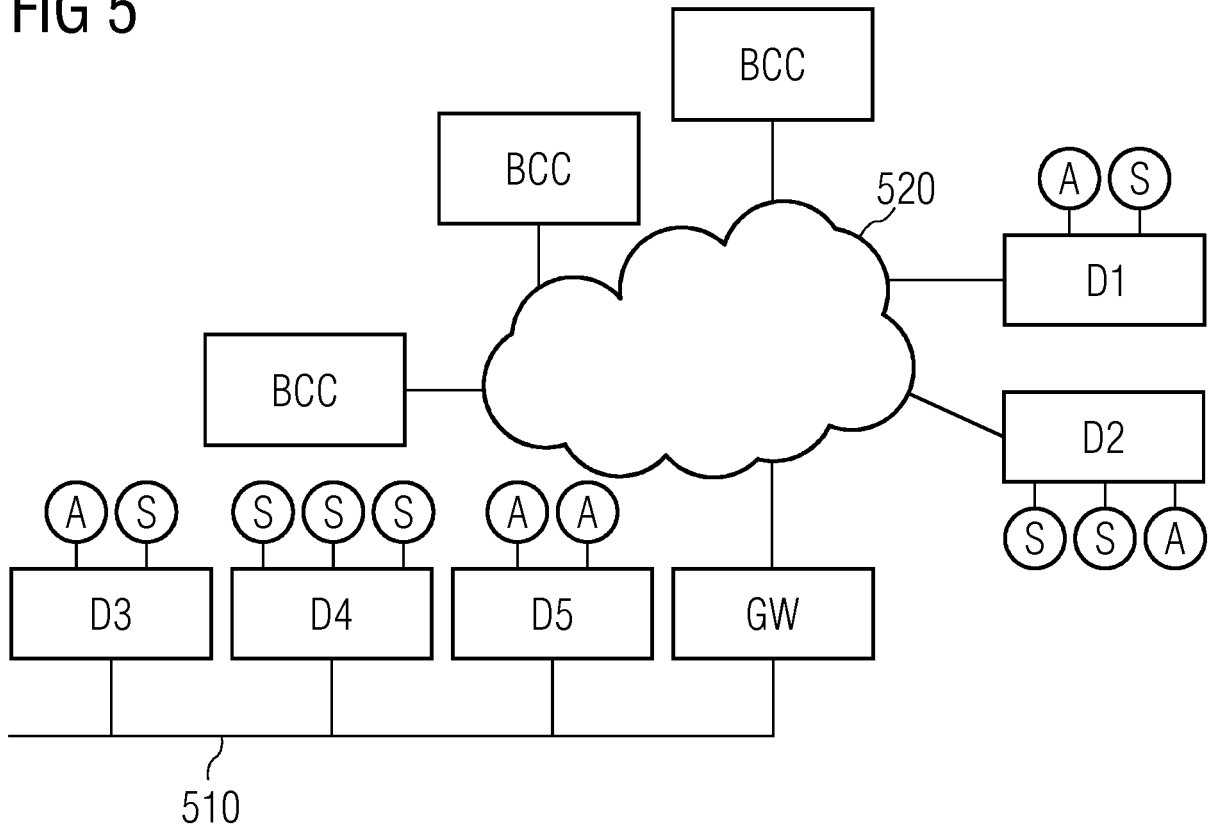 FIG 5
BCC
BCC
520
A S
D1
BCC
D2
S S A
A S S S S A A
D3 D4 D5 GW
510